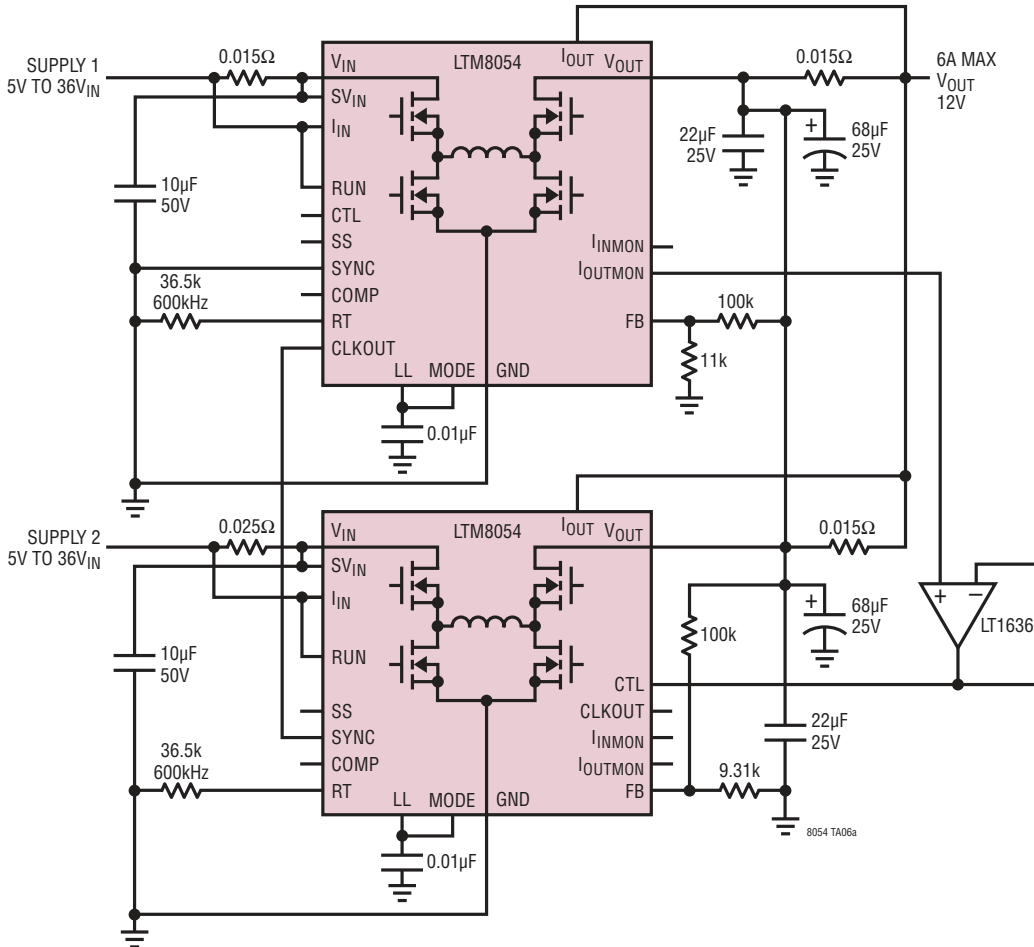 SUPPLY 1
5V TO 36VIN
0.015Ω
VIN
SVIN
IIN
RUN
CTL
SS
SYNC
COMP
RT
CLKOUT
LTM8054
IOUT
VOUT
IINMON
IOUTMON
FB
LL
MODE
GND
10µF
50V
36.5k
600kHz
0.01µF
0.015Ω
6A MAX
VOUT
12V
22µF
25V
+
68µF
25V
100k
11k
SUPPLY 2
5V TO 36VIN
0.025Ω
VIN
SVIN
IIN
RUN
SS
SYNC
COMP
RT
LTM8054
IOUT
VOUT
CTL
CLKOUT
IINMON
IOUTMON
FB
LL
MODE
GND
10µF
50V
36.5k
600kHz
0.01µF
0.015Ω
+
68µF
25V
100k
+ −
LT1636
22µF
25V
9.31k
8054 TA06a